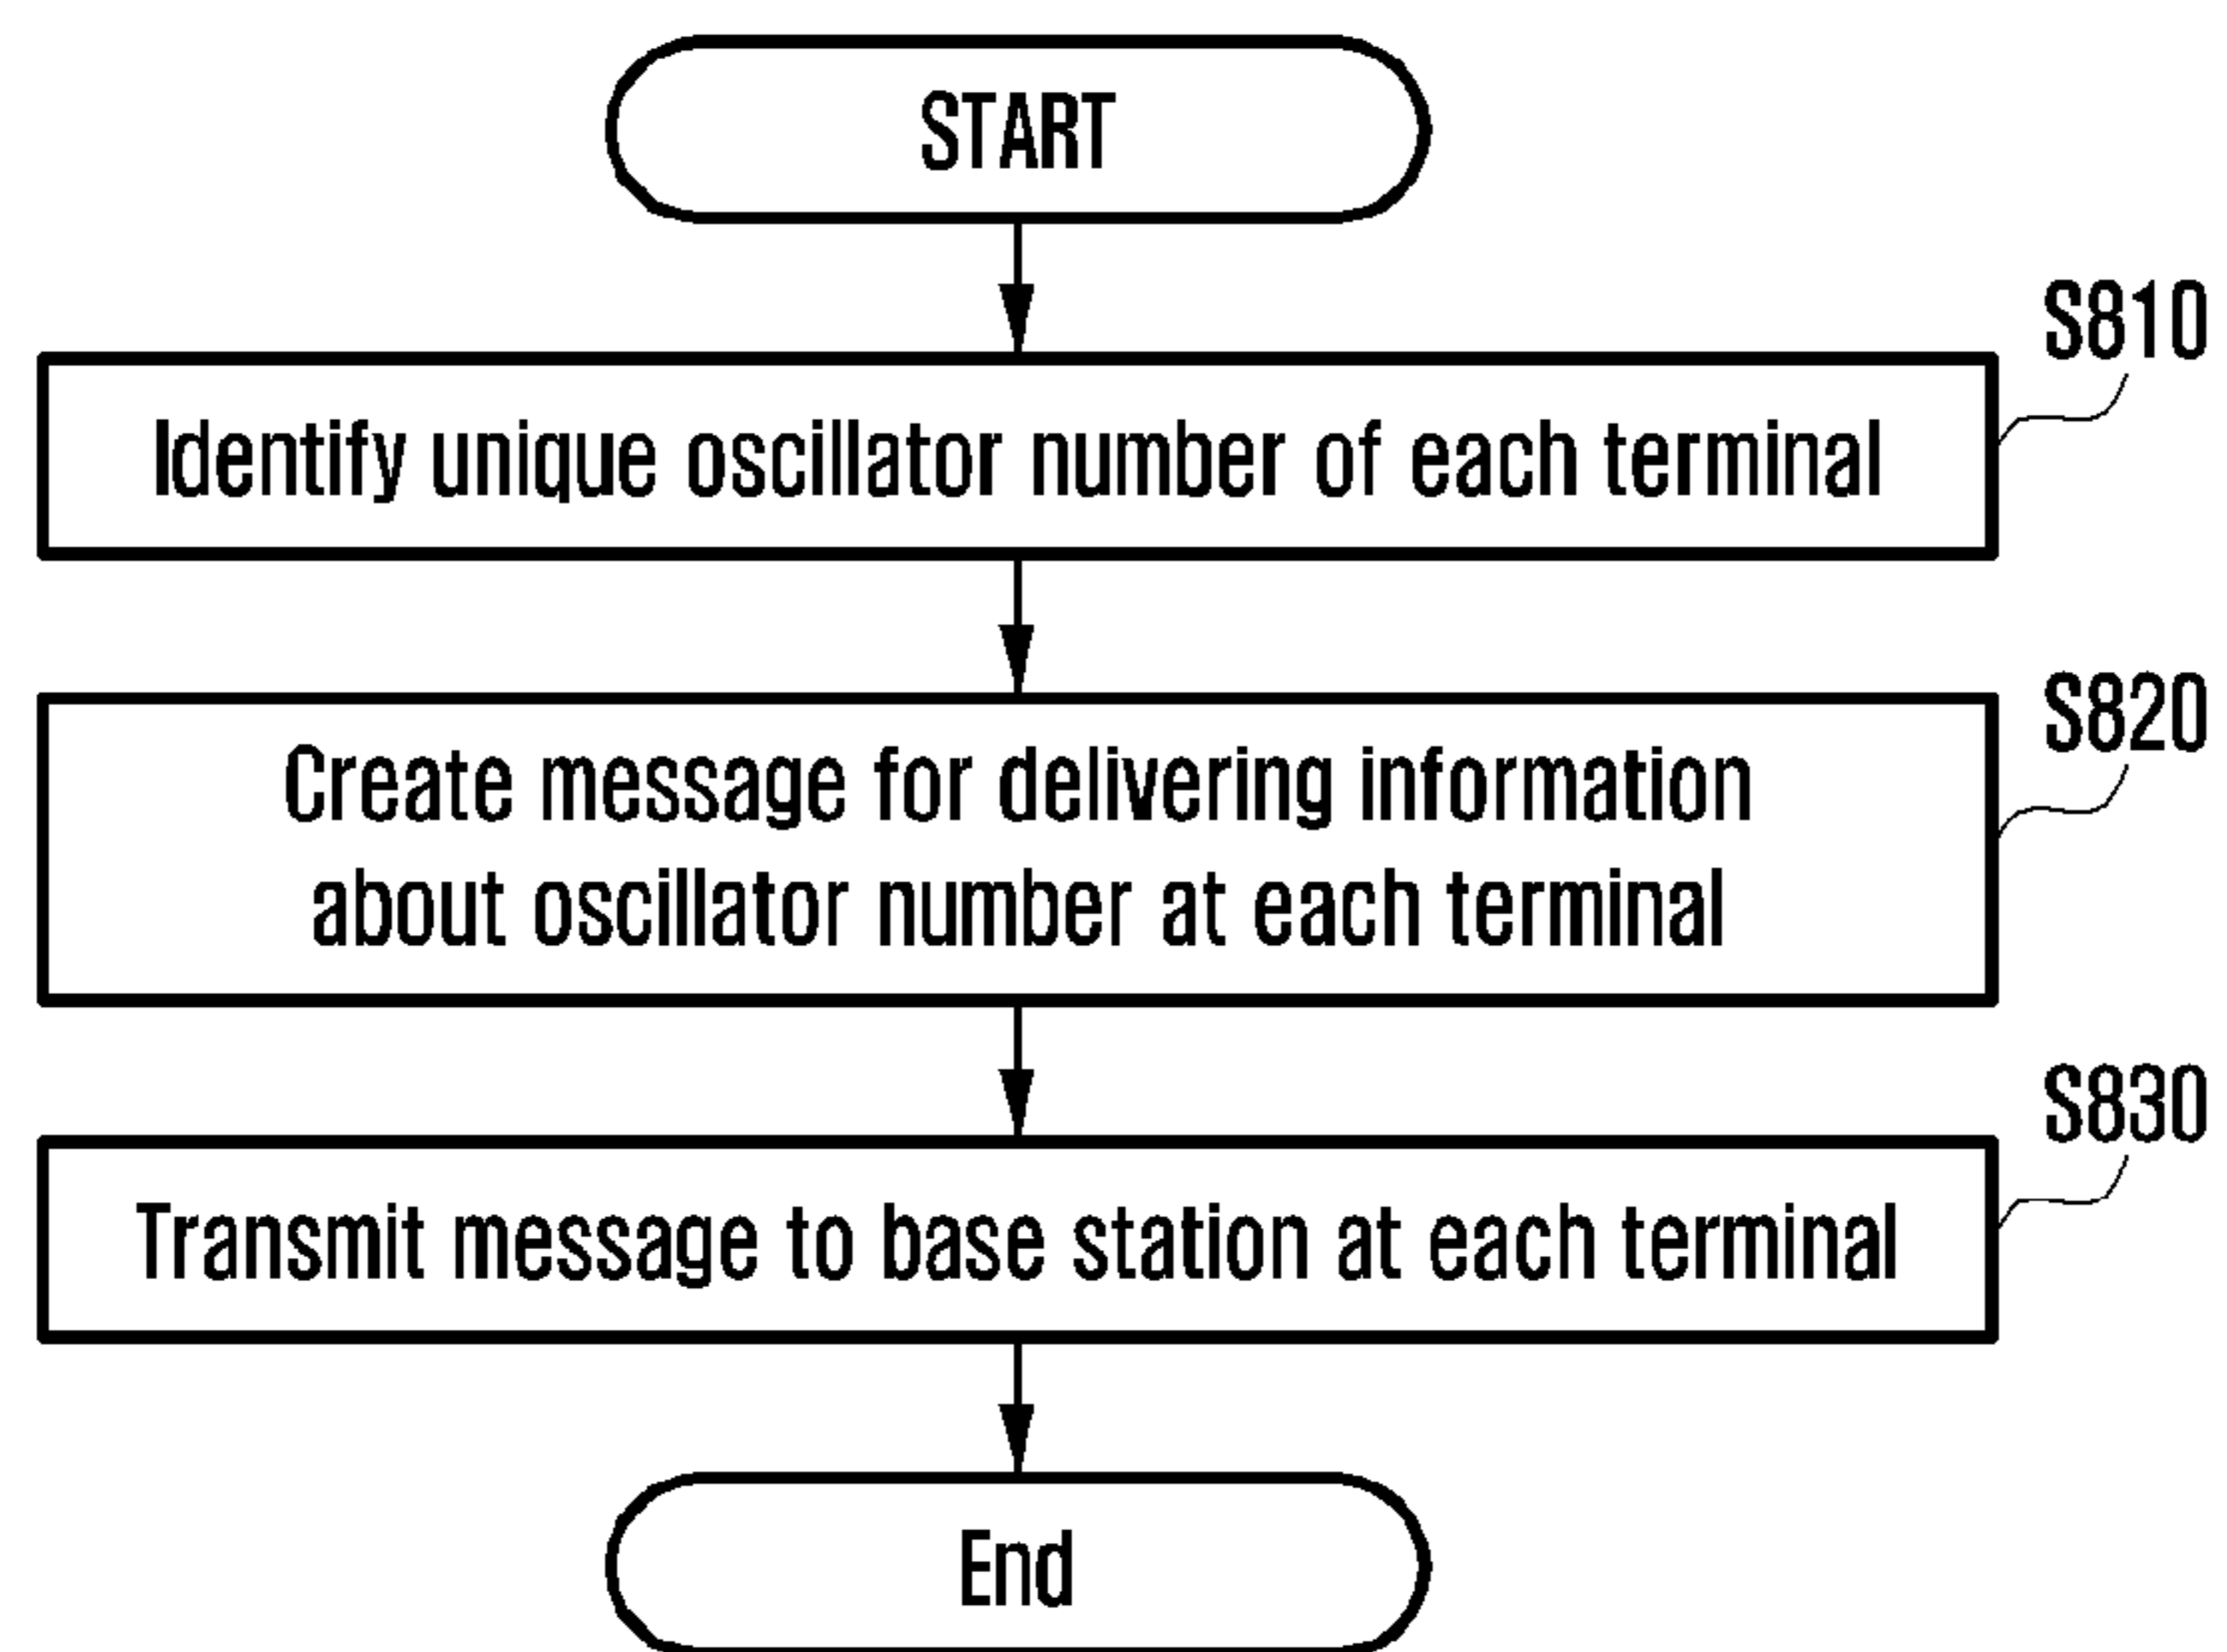 START
S810
Identify unique oscillator number of each terminal
S820
Create message for delivering information
about oscillator number at each terminal
S830
Transmit message to base station at each terminal
End